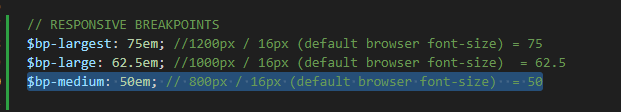 // RESPONSIVE BREAKPOINTS
$bp-largest: 75em; //1200px / 16px (default browser font-size) = 75
$bp-large: 62.5em; //1000px / 16px (default browser font-size)  = 62.5
$bp-medium: 50em; // 800px / 16px (default browser font-size)  = 50